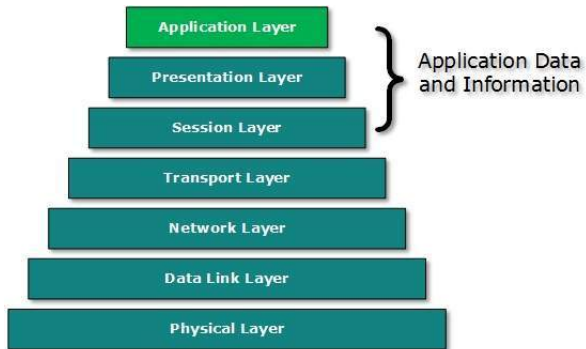 Application Layer
Presentation Layer
Session Layer
Transport Layer
Network Layer
Data Link Layer
Physical Layer
Application Data
and Information